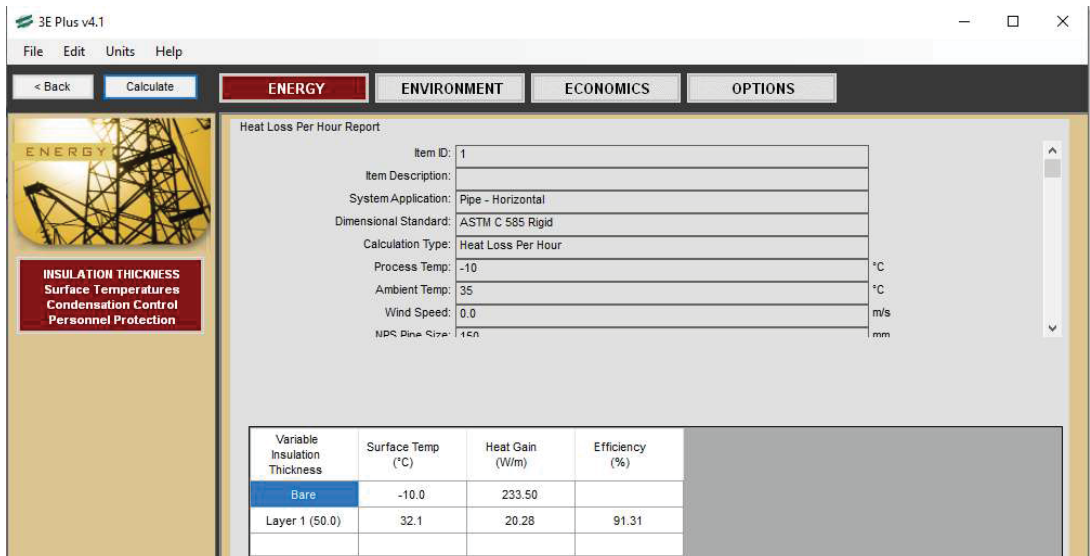 3E Plus v4.1
File Edit Units Help
< Back Calculate ENERGY ENVIRONMENT ECONOMICS OPTIONS
ENERGY
INSULATION THICKNESS
Surface Temperatures
Condensation Control
Personnel Protection
Heat Loss Per Hour Report
Item ID: 1
Item Description:
System Application: Pipe - Horizontal
Dimensional Standard: ASTM C 585 Rigid
Calculation Type: Heat Loss Per Hour
Process Temp: -10 °C
Ambient Temp: 35 °C
Wind Speed: 0.0 m/s
NPS Pipe Size: 150 mm
Variable Insulation Thickness Surface Temp (°C) Heat Gain (W/m) Efficiency (%)
Bare -10.0 233.50
Layer 1 (50.0) 32.1 20.28 91.31